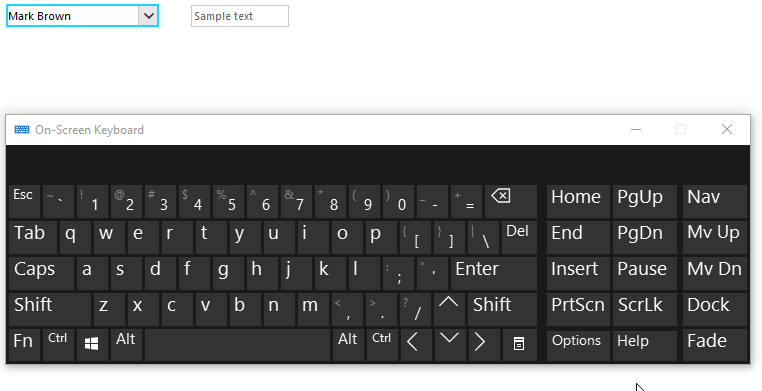 Mark Brown Sample text
On-Screen Keyboard
Esc ~ ` ! 1 @ 2 # 3 $ 4 % 5 ^ 6 & 7 * 8 ( 9 ) 0 _ - + = Home PgUp Nav
Tab q w e r t y u i o p { [ } ] | \ Del End PgDn Mv Up
Caps a s d f g h j k l : ; " ' Enter Insert Pause Mv Dn
Shift z x c v b n m < , > . ? / Shift PrtScn ScrLk Dock
Fn Ctrl Alt Alt Ctrl Options Help Fade